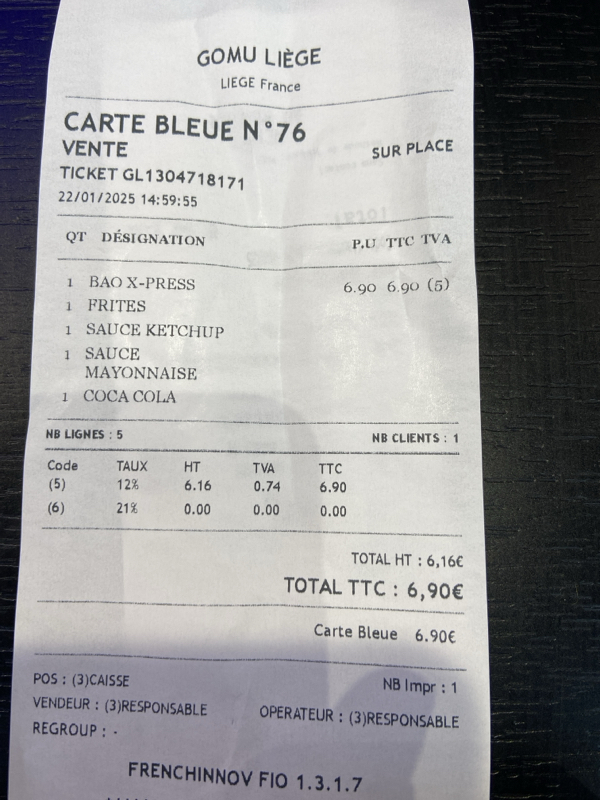 GOMU LIÈGE
LIEGE France
CARTE BLEUE N°76
VENTE SUR PLACE
TICKET GL1304718171
22/01/2025 14:59:55
QT DÉSIGNATION P.U TTC TVA
1 BAO X-PRESS 6.90 6.90 (5)
1 FRITES
1 SAUCE KETCHUP
1 SAUCE
MAYONNAISE
1 COCA COLA
NB LIGNES : 5 NB CLIENTS : 1
Code TAUX HT TVA TTC
(5) 12% 6.16 0.74 6.90
(6) 21% 0.00 0.00 0.00
TOTAL HT : 6,16€
TOTAL TTC : 6,90€
Carte Bleue 6.90€
POS : (3)CAISSE NB Impr : 1
VENDEUR : (3)RESPONSABLE OPERATEUR : (3)RESPONSABLE
REGROUP : -
FRENCHINNOV FIO 1.3.1.7